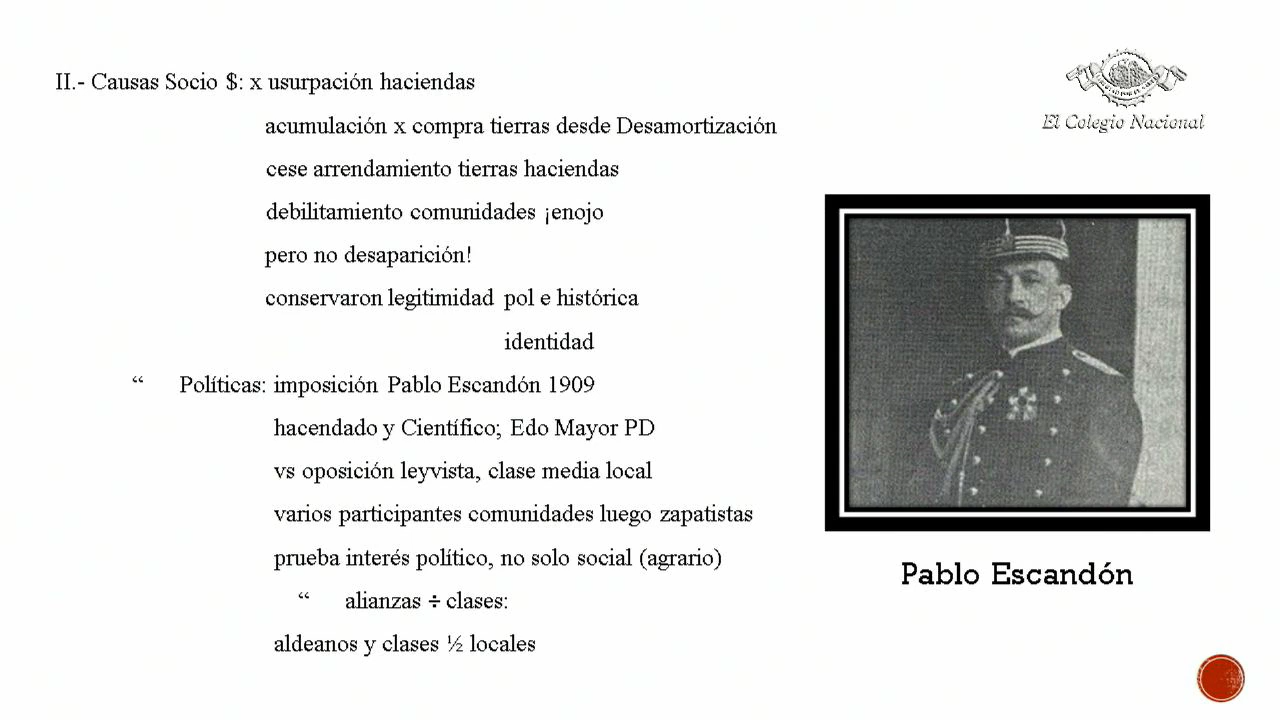 II.- Causas Socio $: x usurpación haciendas
acumulación x compra tierras desde Desamortización
cese arrendamiento tierras haciendas
debilitamiento comunidades ¡enojo
pero no desaparición!
conservaron legitimidad pol e histórica
identidad
“ Políticas: imposición Pablo Escandón 1909
hacendado y Científico; Edo Mayor PD
vs oposición leyvista, clase media local
varios participantes comunidades luego zapatistas
prueba interés político, no solo social (agrario)
“ alianzas ÷ clases:
aldeanos y clases ½ locales
El Colegio Nacional
Pablo Escandón